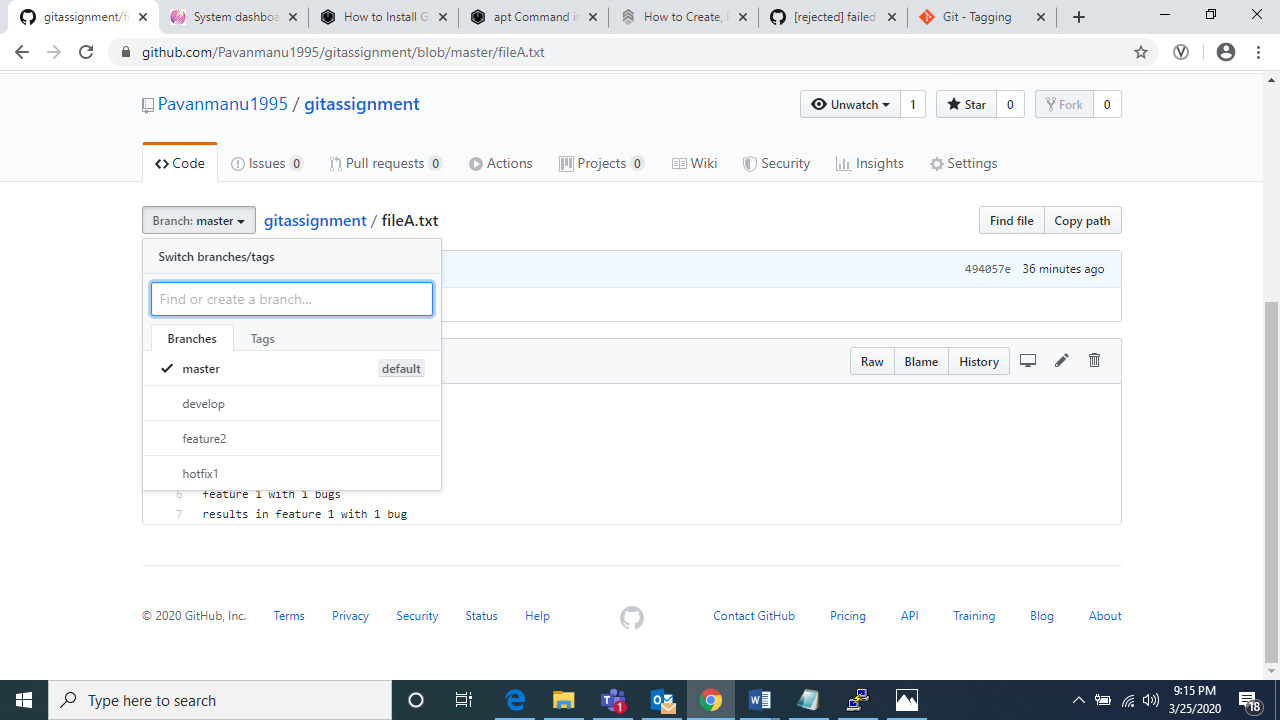 gitassignment/fi
System dashboa
How to Install G
apt Command in
How to Create, R
[rejected] failed
Git - Tagging
github.com/Pavanmanu1995/gitassignment/blob/master/fileA.txt
Pavanmanu1995 / gitassignment
Unwatch 1
Star 0
Fork 0
Code
Issues 0
Pull requests 0
Actions
Projects 0
Wiki
Security
Insights
Settings
Branch: master
gitassignment / fileA.txt
Find file
Copy path
Switch branches/tags
494057e 36 minutes ago
Find or create a branch...
Branches
Tags
Raw
Blame
History
master default
develop
feature2
hotfix1
6 feature 1 with 1 bugs
7 results in feature 1 with 1 bug
© 2020 GitHub, Inc.
Terms
Privacy
Security
Status
Help
Contact GitHub
Pricing
API
Training
Blog
About
Type here to search
1
9:15 PM
3/25/2020
18